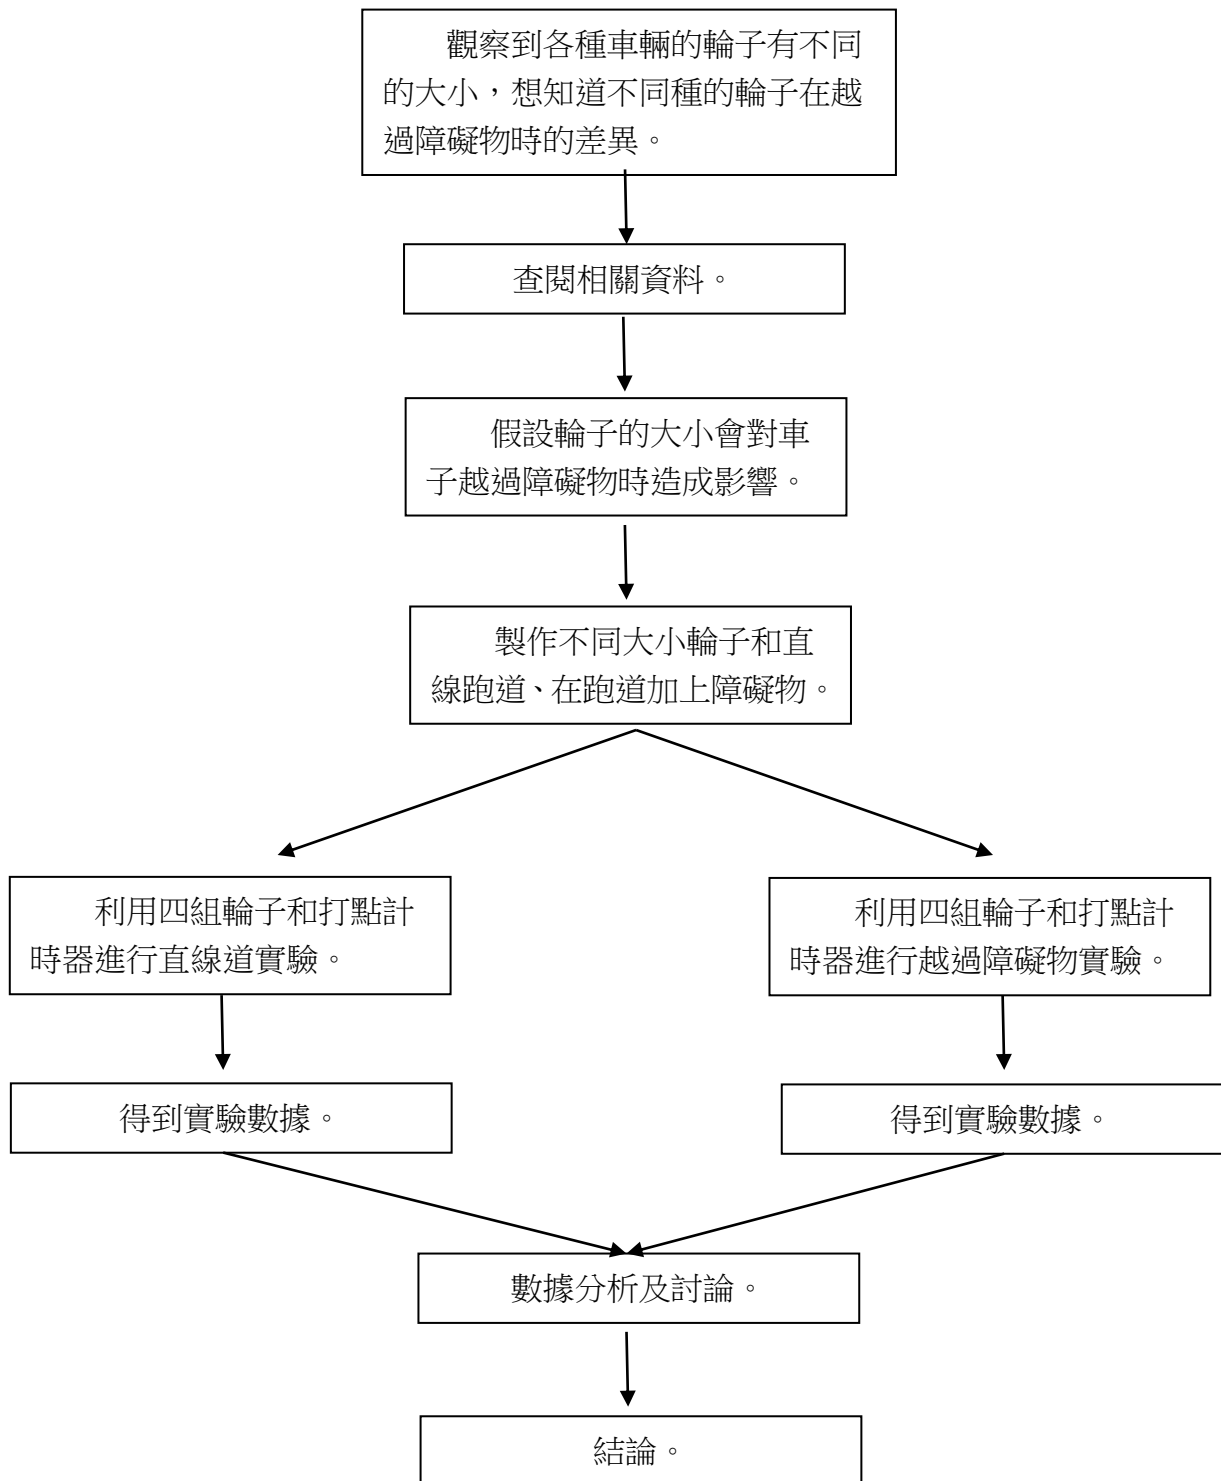 觀察到各種車輛的輪子有不同
的大小，想知道不同種的輪子在越
過障礙物時的差異。
查閱相關資料。
假設輪子的大小會對車
子越過障礙物時造成影響。
製作不同大小輪子和直
線跑道、在跑道加上障礙物。
利用四組輪子和打點計
時器進行直線道實驗。
利用四組輪子和打點計
時器進行越過障礙物實驗。
得到實驗數據。
得到實驗數據。
數據分析及討論。
結論。